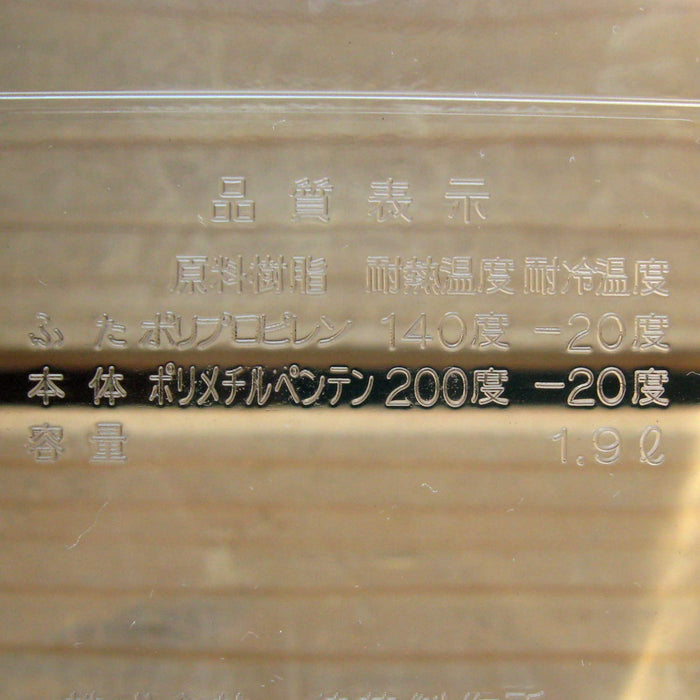 品質表示
原料樹脂 耐熱温度 耐冷温度
ふた ポリプロピレン 140度 -20度
本体 ポリメチルペンテン 200度 -20度
容量 1.9ℓ